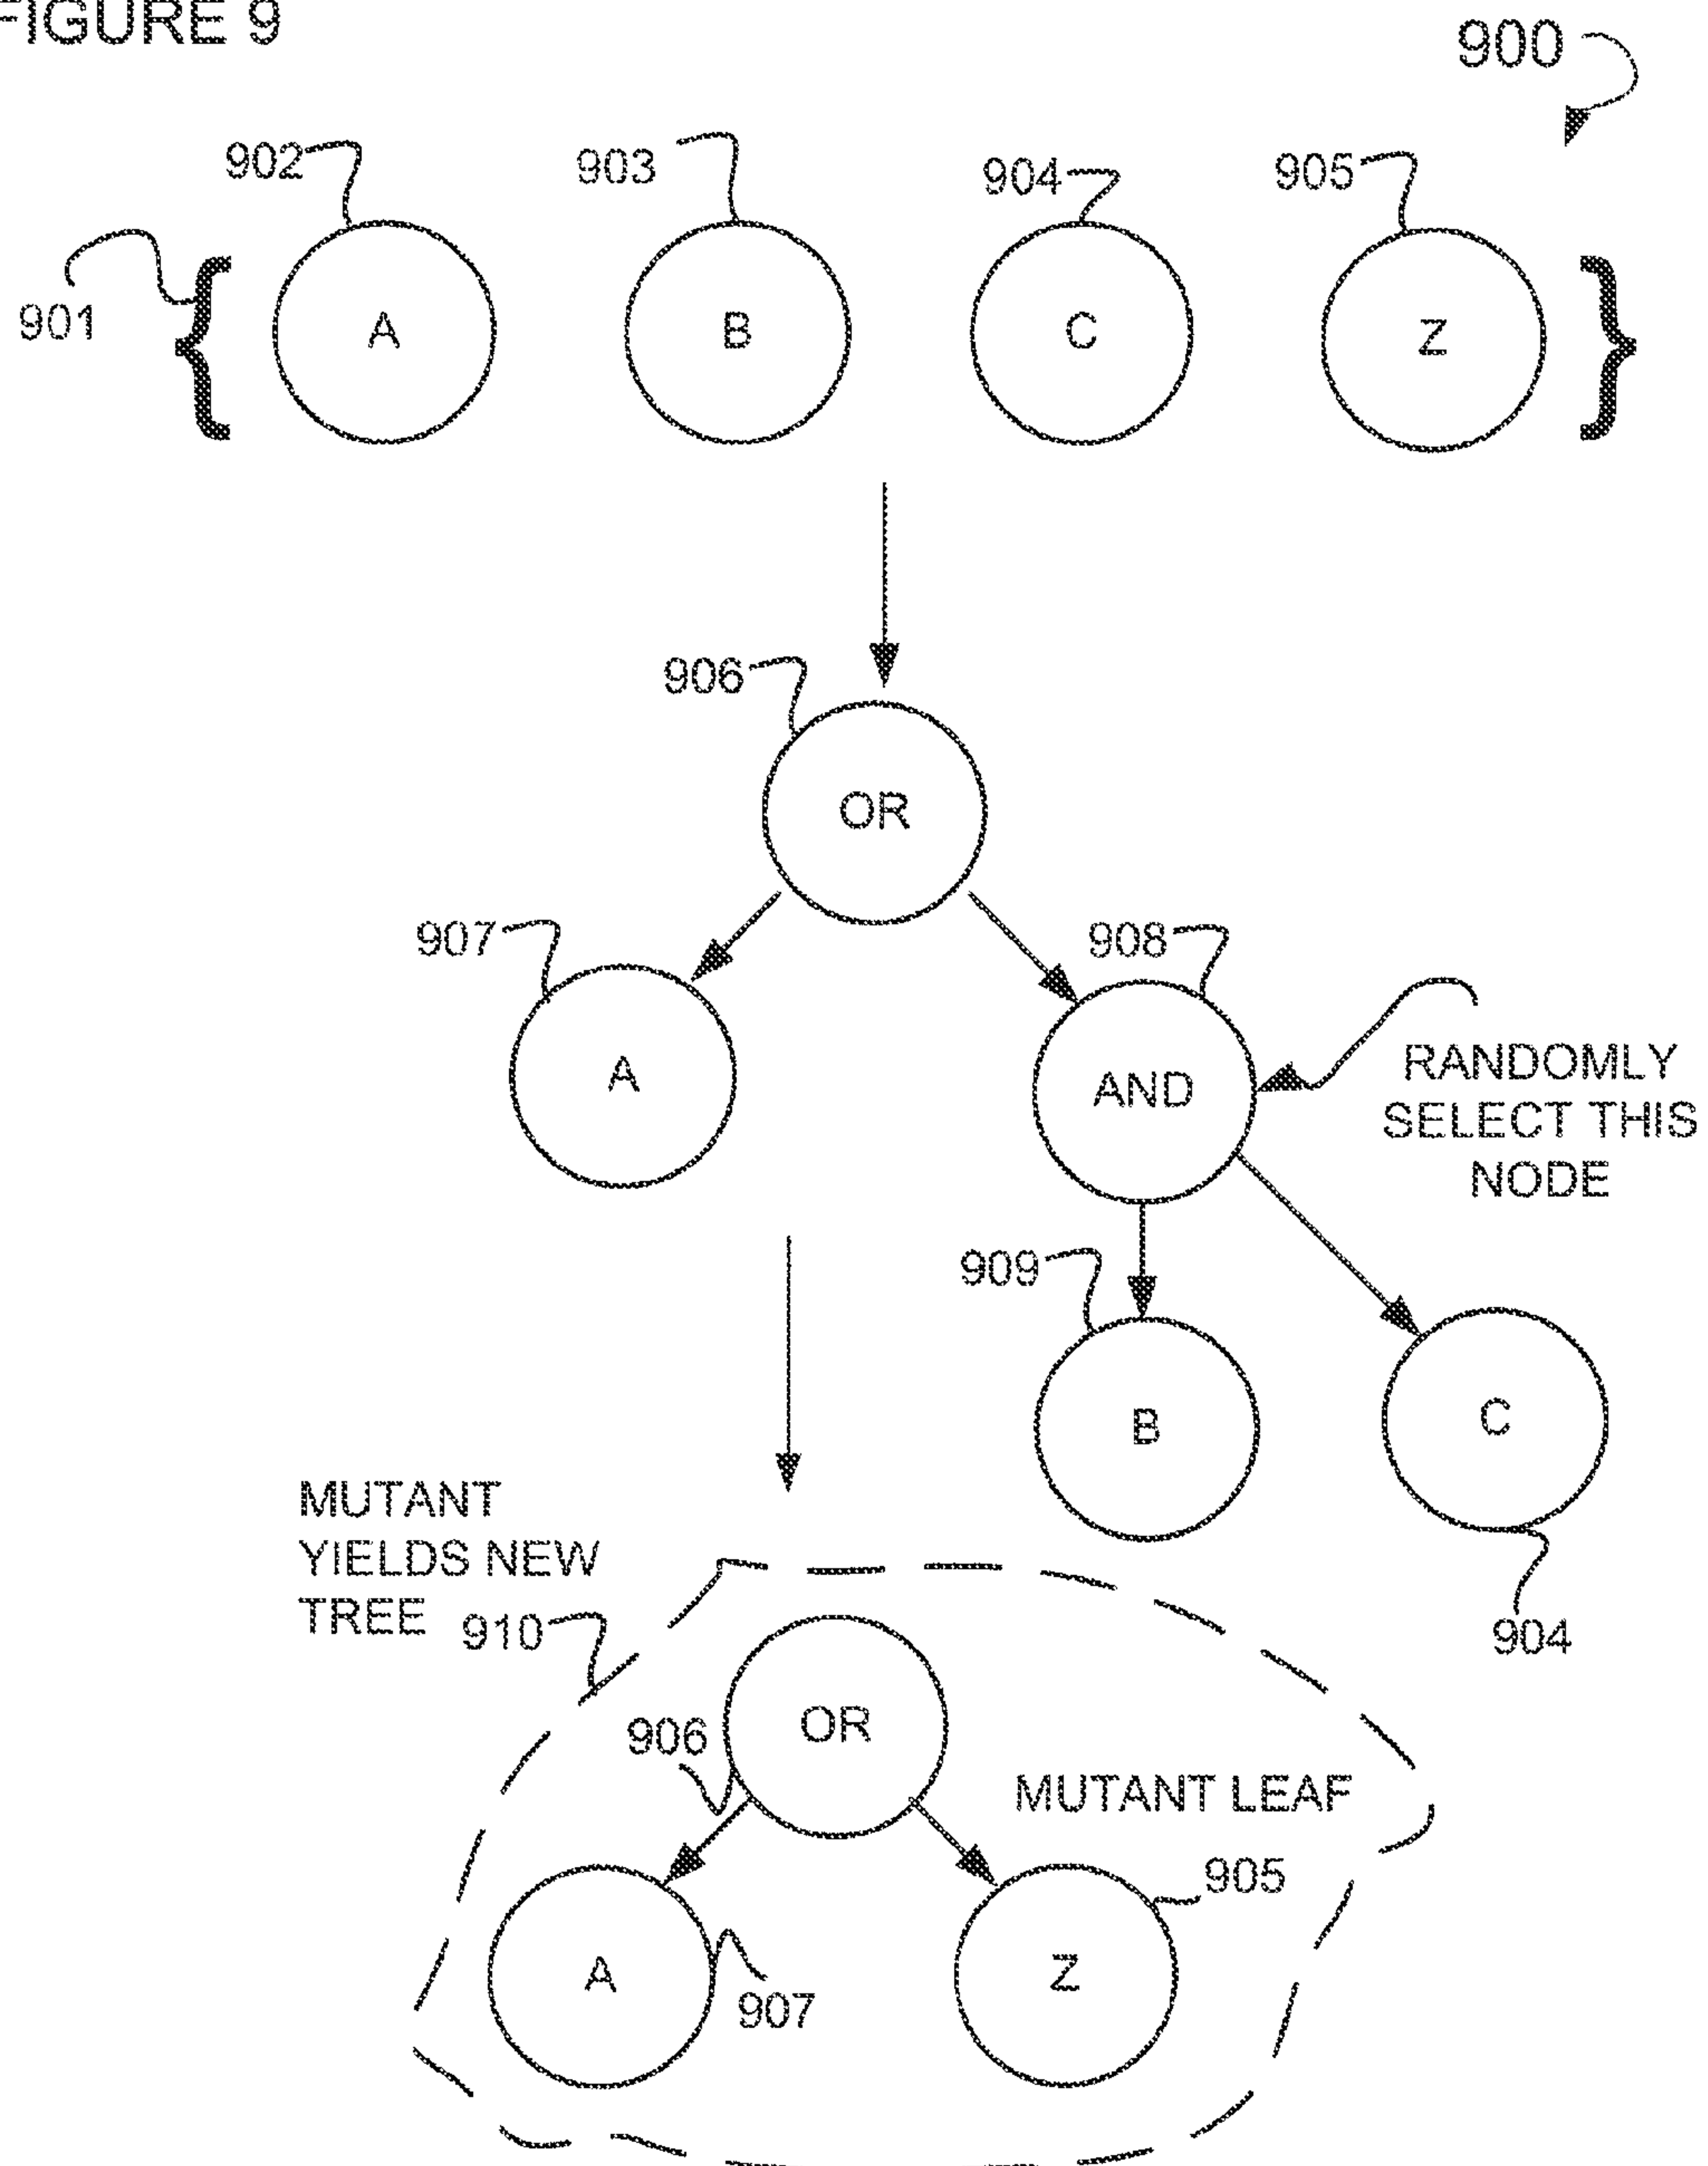 FIGURE 9
900
902
903
904
905
901
{
A
B
C
Z
}
906
OR
907
908
A
AND
RANDOMLY
SELECT THIS
NODE
909
B
C
904
MUTANT
YIELDS NEW
TREE
910
OR
906
MUTANT LEAF
905
A
Z
907